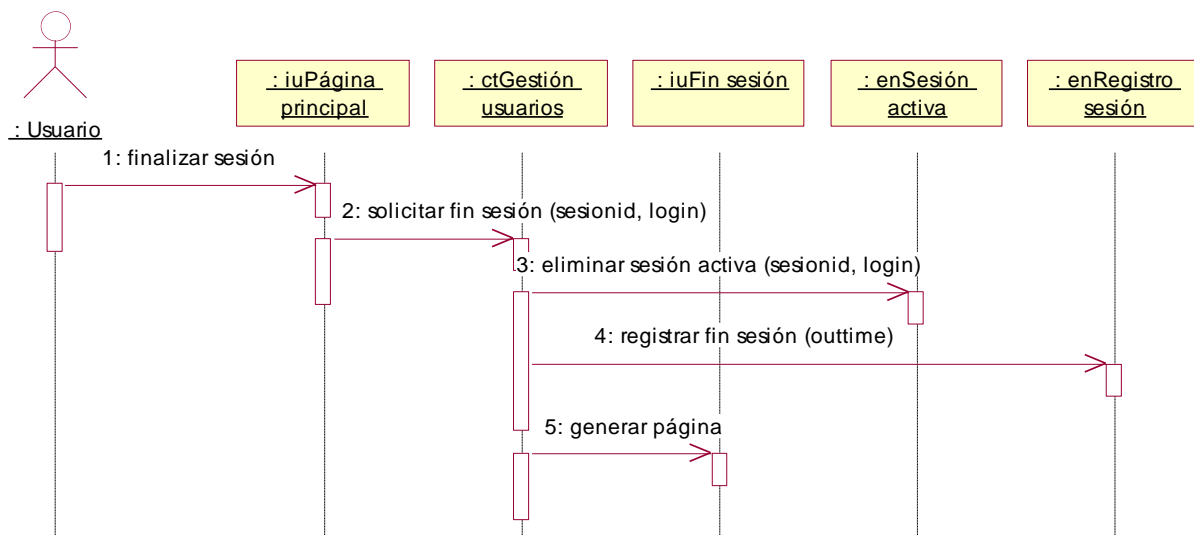 : iuPágina
principal
: ctGestión
usuarios
: iuFin sesión
: enSesión
activa
: enRegistro
sesión
: Usuario
1: finalizar sesión
2: solicitar fin sesión (sesionid, login)
3: eliminar sesión activa (sesionid, login)
4: registrar fin sesión (outtime)
5: generar página